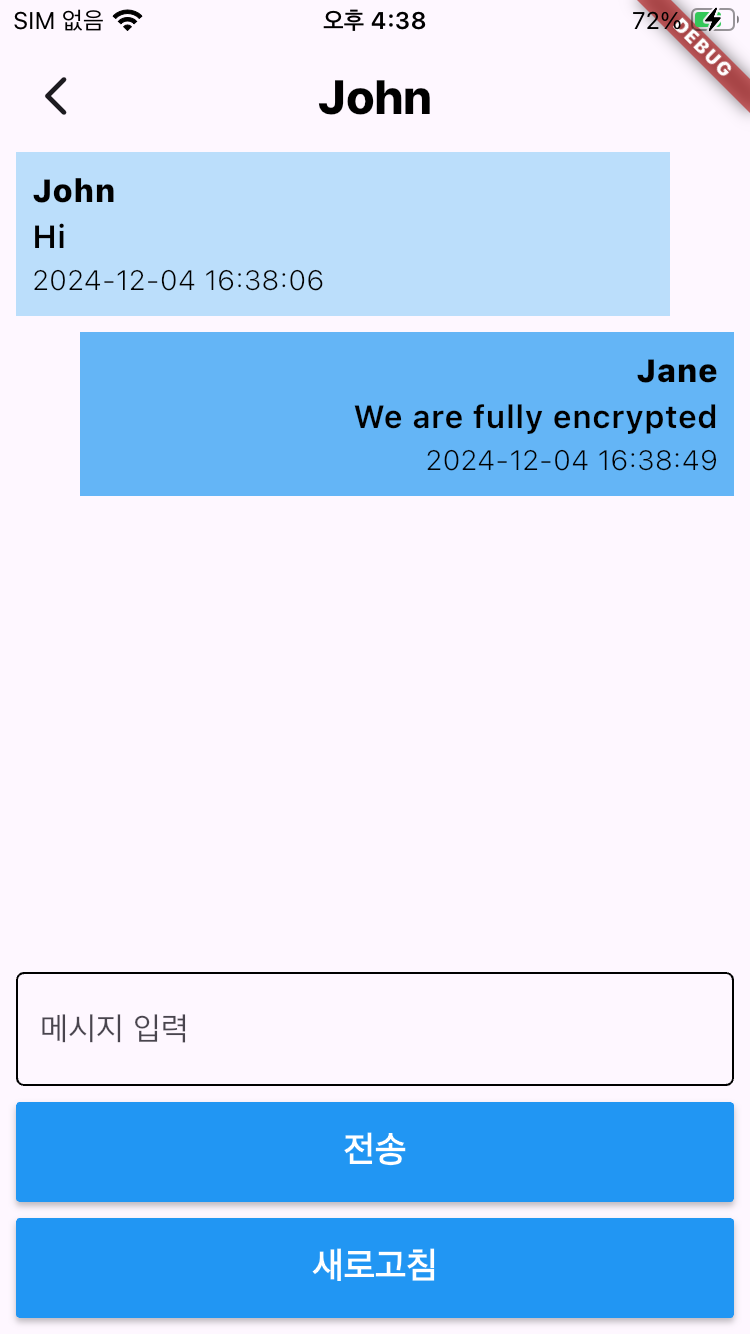 SIM 없음 오후 4:38 72%
DEBUG
John
John
Hi
2024-12-04 16:38:06
Jane
We are fully encrypted
2024-12-04 16:38:49
메시지 입력
전송
새로고침